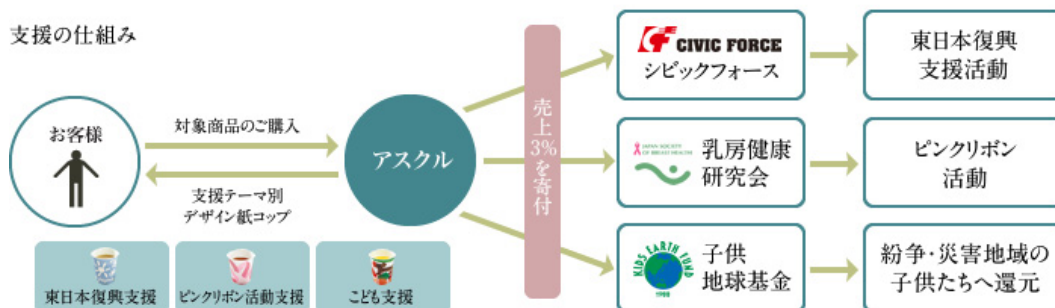 支援の仕組み
お客様
対象商品のご購入
支援テーマ別
デザイン紙コップ
東日本復興支援
ピンクリボン活動支援
こども支援
アスクル
売上3%を寄付
CIVIC FORCE
シビックフォース
東日本復興
支援活動
JAPAN SOCIETY
OF BREAST HEALTH
乳房健康
研究会
ピンクリボン
活動
KIDS EARTH FUND
1988
子供
地球基金
紛争・災害地域の
子供たちへ還元